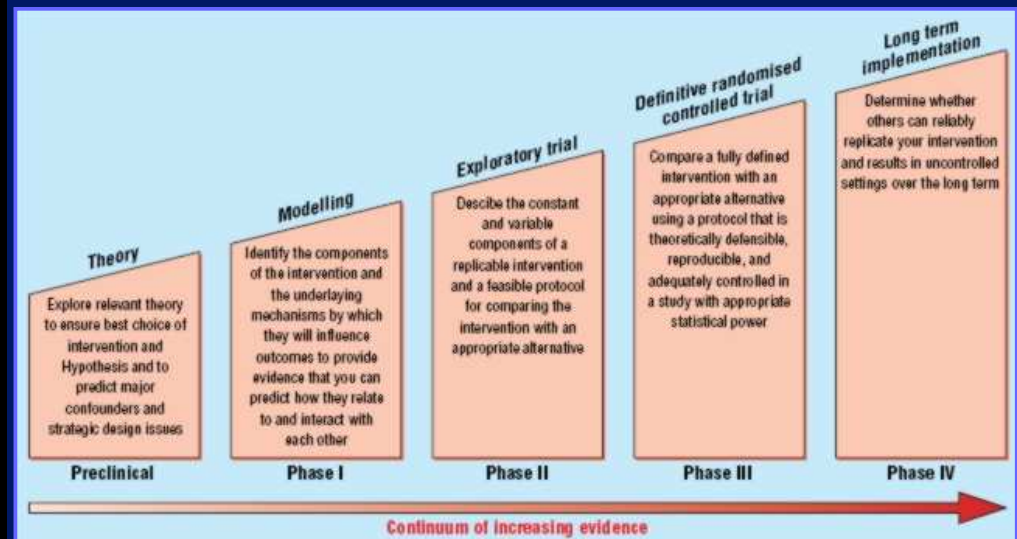 Theory
Explore relevant theory
to ensure best choice of
intervention and
Hypothesis and to
predict major
confounders and
strategic design issues
Preclinical
Modelling
Identify the components
of the intervention and
the underlaying
mechanisms by which
they will influence
outcomes to provide
evidence that you can
predict how they relate
to and interact with
each other
Phase I
Exploratory trial
Descibe the constant
and variable
components of a
replicable intervention
and a feasible protocol
for comparing the
intervention with an
appropriate alternative
Phase II
Definitive randomised
controlled trial
Compare a fully defined
intervention with an
appropriate alternative
using a protocol that is
theoretically defensible,
reproducible, and
adequately controlled in
a study with appropriate
statistical power
Phase III
Long term
implementation
Determine whether
others can reliably
replicate your intervention
and results in uncontrolled
settings over the long term
Phase IV
Continuum of increasing evidence